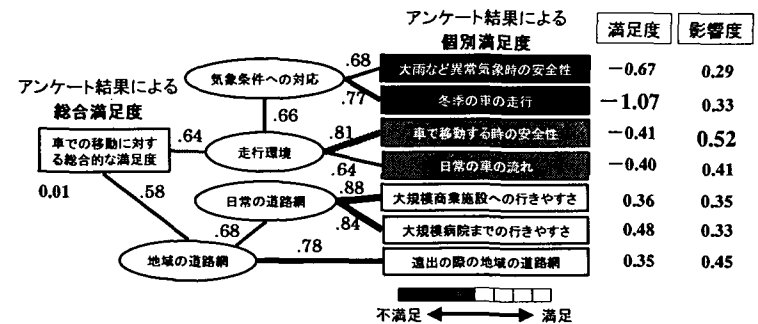 アンケート結果による
個別満足度
満足度
影響度
アンケート結果による
総合満足度
車での移動に対す
る総合的な満足度
0.01
気象条件への対応
走行環境
日常の道路網
地域の道路網
.68
.77
.66
.64
.81
.64
.58
.88
.84
.68
.78
大雨など異常気象時の安全性
−0.67
0.29
冬季の車の走行
−1.07
0.33
車で移動する時の安全性
−0.41
0.52
日常の車の流れ
−0.40
0.41
大規模商業施設への行きやすさ
0.36
0.35
大規模病院までの行きやすさ
0.48
0.33
遠出の際の地域の道路網
0.35
0.45
不満足
満足